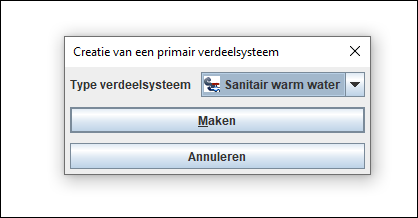 Creatie van een primair verdeelsysteem
Type verdeelsysteem Sanitair warm water
Maken
Annuleren